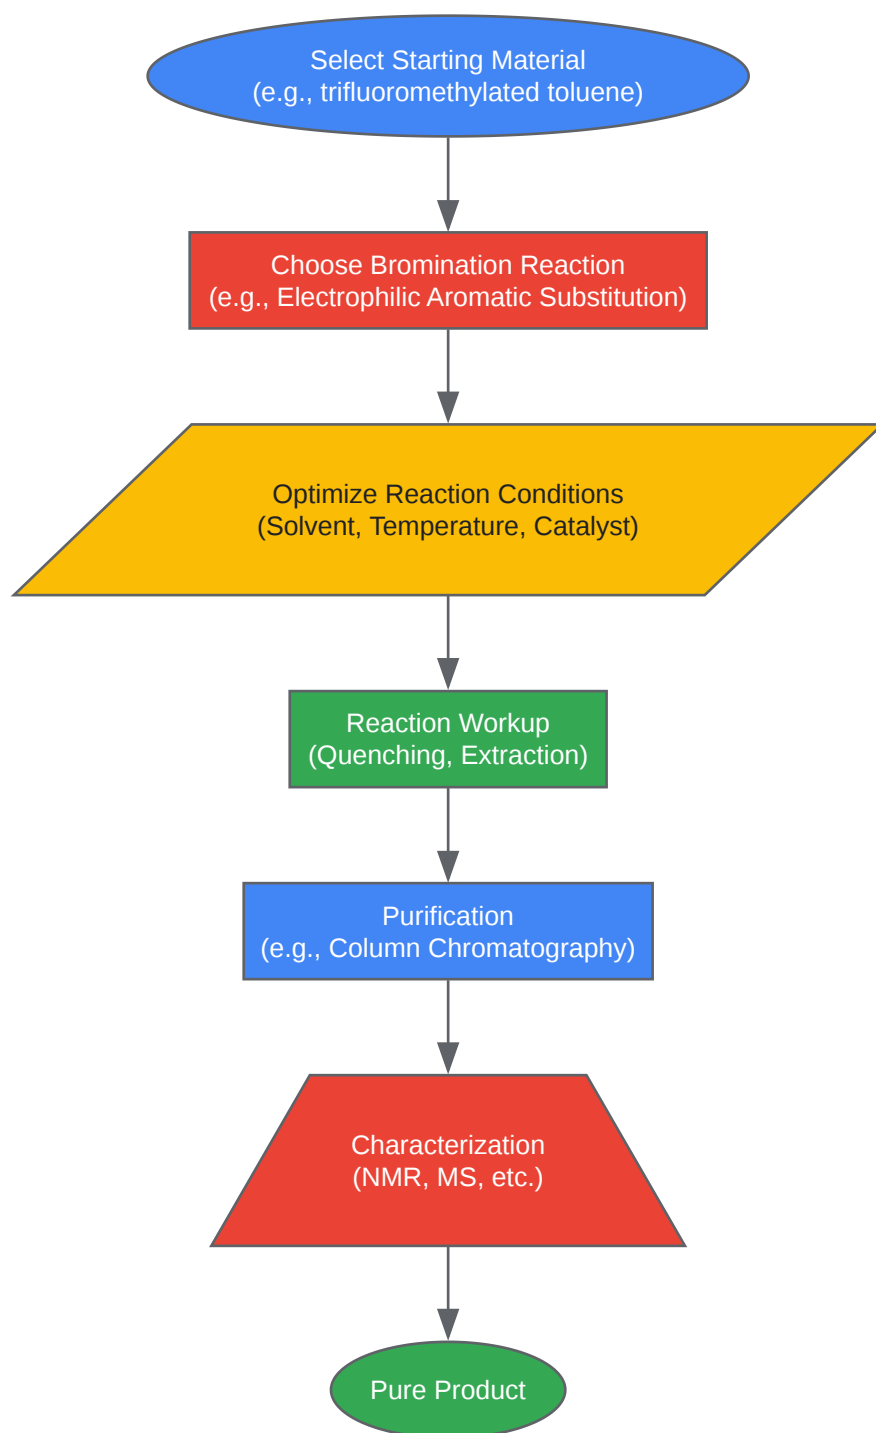 Select Starting Material
(e.g., trifluoromethylated toluene)
Choose Bromination Reaction
(e.g., Electrophilic Aromatic Substitution)
Optimize Reaction Conditions
(Solvent, Temperature, Catalyst)
Reaction Workup
(Quenching, Extraction)
Purification
(e.g., Column Chromatography)
Characterization
(NMR, MS, etc.)
Pure Product